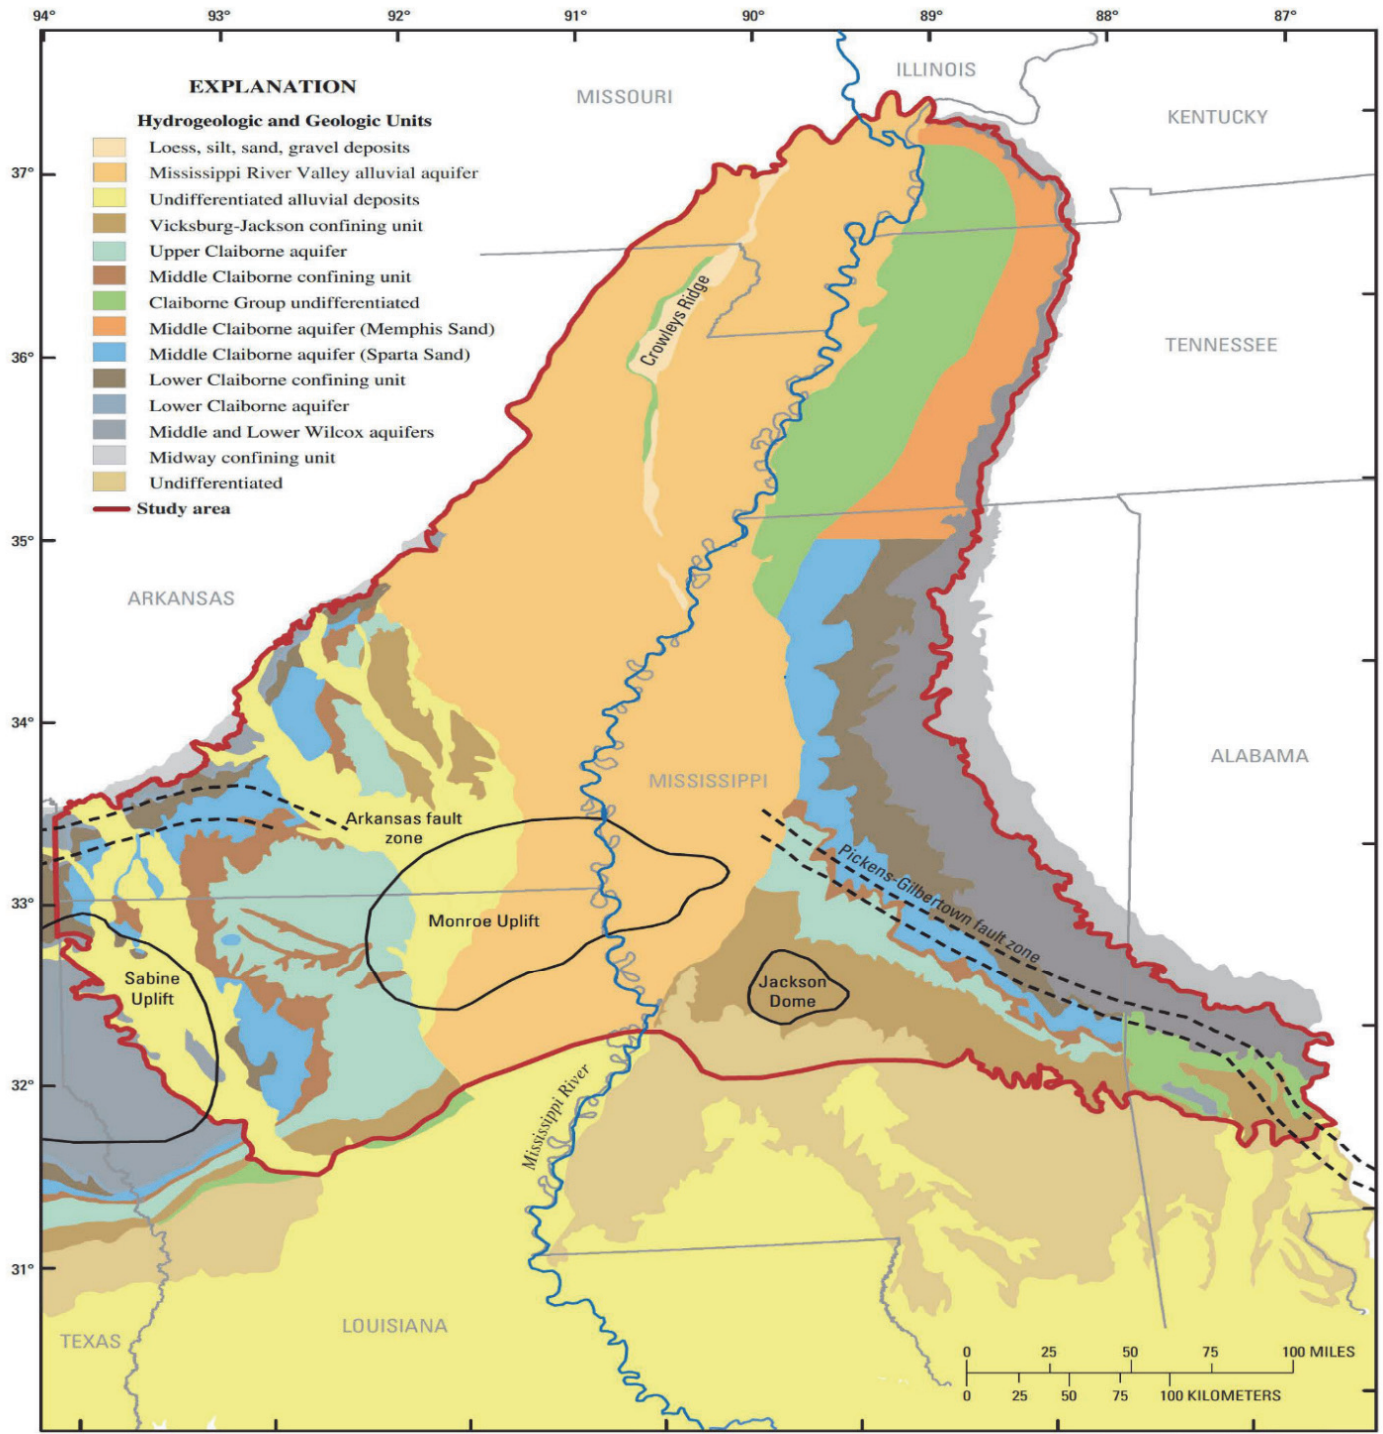 94° 93° 92° 91° 90° 89° 88° 87°
ILLINOIS
MISSOURI
KENTUCKY
EXPLANATION
Hydrogeologic and Geologic Units
Loess, silt, sand, gravel deposits
Mississippi River Valley alluvial aquifer
Undifferentiated alluvial deposits
Vicksburg-Jackson confining unit
Upper Claiborne aquifer
Middle Claiborne confining unit
Claiborne Group undifferentiated
Middle Claiborne aquifer (Memphis Sand)
Middle Claiborne aquifer (Sparta Sand)
Lower Claiborne confining unit
Lower Claiborne aquifer
Middle and Lower Wilcox aquifers
Midway confining unit
Undifferentiated
Study area
37°
36°
35°
34°
33°
32°
31°
Crowleys Ridge
TENNESSEE
ARKANSAS
ALABAMA
MISSISSIPPI
Arkansas fault
zone
Pickens-Gilbertown fault zone
Monroe Uplift
Sabine
Uplift
Jackson
Dome
Mississippi River
TEXAS
LOUISIANA
0 25 50 75 100 MILES
0 25 50 75 100 KILOMETERS